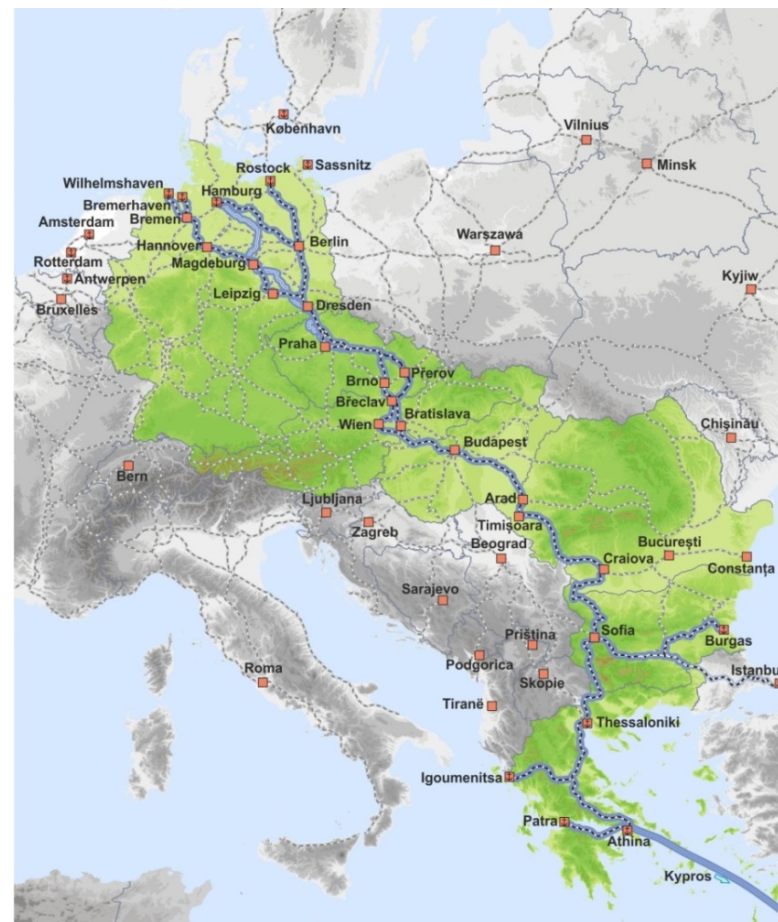 København
Vilnius
Minsk
Sassnitz
Rostock
Wilhelmshaven
Hamburg
Bremerhaven
Bremen
Amsterdam
Warszawa
Hannover
Berlin
Rotterdam
Magdeburg
Antwerpen
Kyjiw
Leipzig
Bruxelles
Dresden
Praha
Přerov
Brno
Břeclav
Bratislava
Wien
Chişinău
Budapest
Bern
Ljubljana
Arad
Zagreb
Timişoara
Beograd
Bucureşti
Craiova
Constanţa
Sarajevo
Sofia
Priština
Burgas
Podgorica
Roma
Skopie
Istanbu
Tiranë
Thessaloniki
Igoumenitsa
Patra
Athina
Kypros